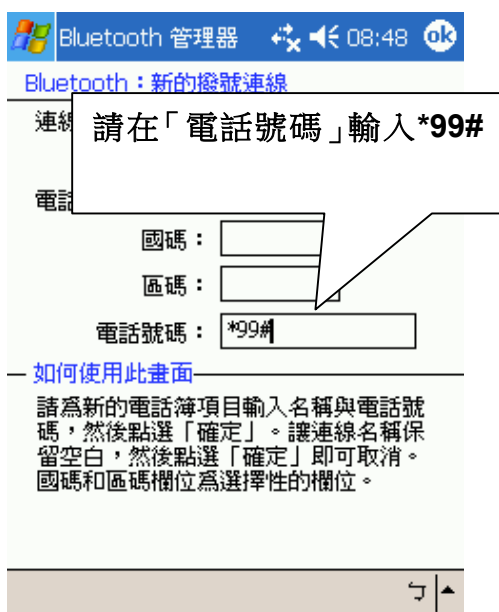 Bluetooth 管理器 08:48 ok
Bluetooth：新的撥號連線
連線
請在「電話號碼」輸入*99#
電話
國碼：
區碼：
電話號碼： *99#
如何使用此畫面
請為新的電話簿項目輸入名稱與電話號
碼，然後點選「確定」。讓連線名稱保
留空白，然後點選「確定」即可取消。
國碼和區碼欄位為選擇性的欄位。
ㄅ